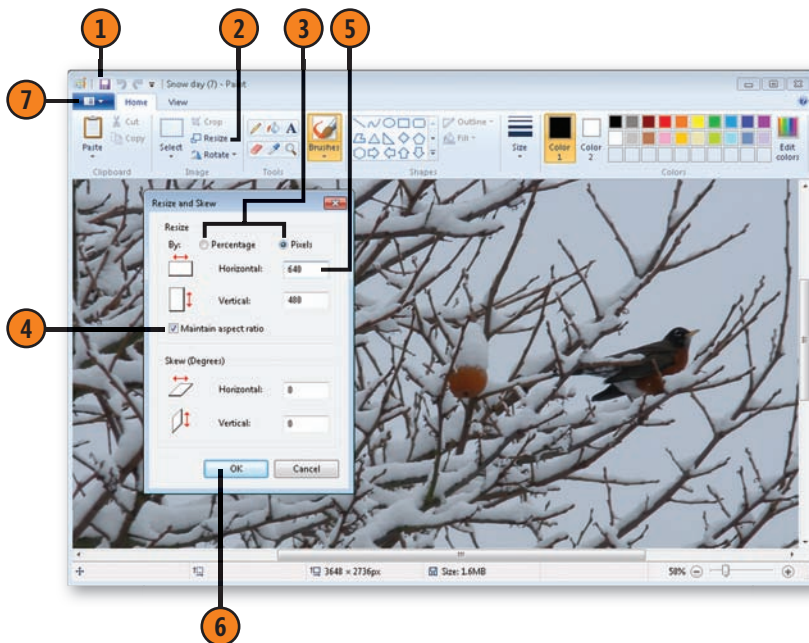 1
2
3
5
7
Snow day (7) - Paint
Home View
Paste
Cut
Copy
Clipboard
Select
Crop
Resize
Rotate
Image
A
Tools
Brushes
Outline
Fill
Shapes
Size
Color 1
Color 2
Edit colors
Colors
Resize and Skew
Resize
By: Percentage Pixels
Horizontal: 640
Vertical: 480
4
Maintain aspect ratio
Skew (Degrees)
Horizontal: 0
Vertical: 0
OK Cancel
3648 × 2736px Size: 1.6MB 50%
6